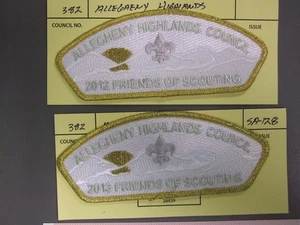 382 ALLEGHENY HIGHLANDS
COUNCIL NO. ISSUE
ALLEGHENY HIGHLANDS COUNCIL
2012 FRIENDS OF SCOUTING
382 SA-128
ALLEGHENY HIGHLANDS COUNCIL
2013 FRIENDS OF SCOUTING